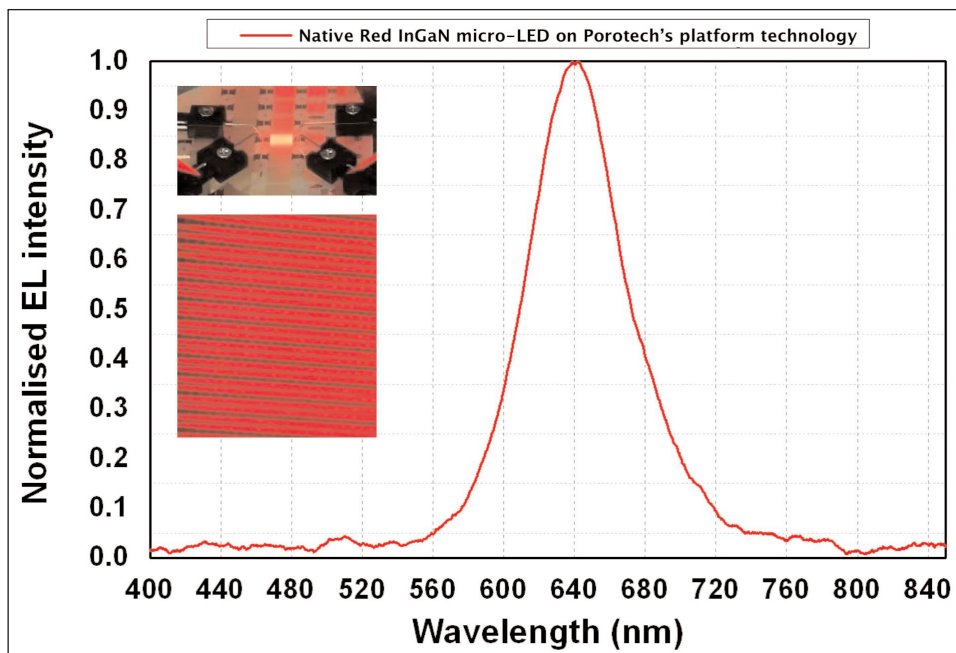 Native Red InGaN micro-LED on Porotech's platform technology
Normalised EL intensity
1.0
0.9
0.8
0.7
0.6
0.5
0.4
0.3
0.2
0.1
0.0
400 440 480 520 560 600 640 680 720 760 800 840
Wavelength (nm)